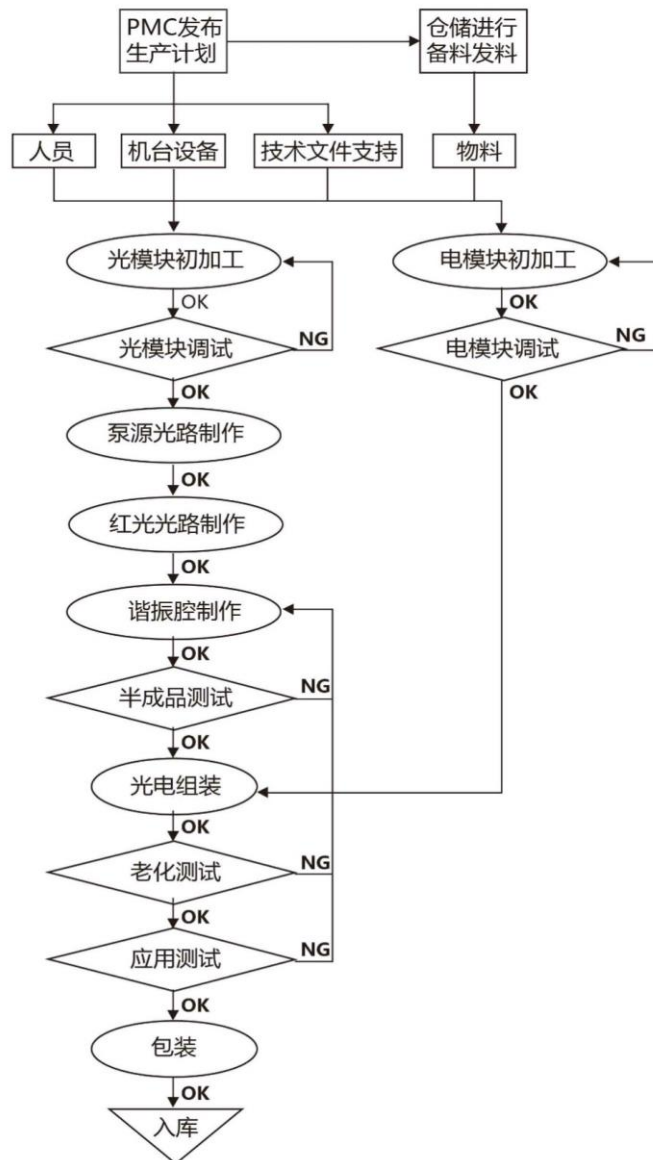 PMC发布
生产计划
仓储进行
备料发料
人员
机台设备
技术文件支持
物料
光模块初加工
电模块初加工
OK
OK
光模块调试
NG
电模块调试
NG
OK
OK
泵源光路制作
OK
红光光路制作
OK
谐振腔制作
OK
半成品测试
NG
OK
光电组装
OK
老化测试
NG
OK
应用测试
NG
OK
包装
OK
入库